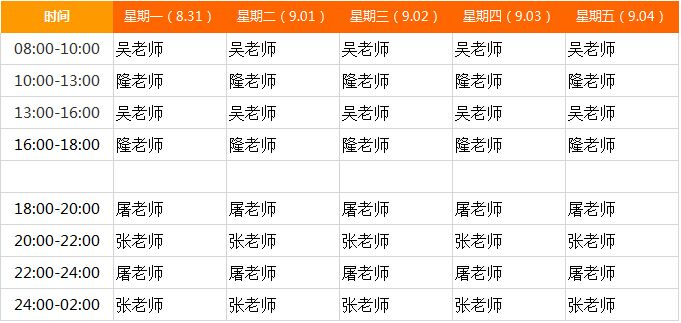 时间 星期一（8.31） 星期二（9.01） 星期三（9.02） 星期四（9.03） 星期五（9.04）
08:00-10:00 吴老师 吴老师 吴老师 吴老师 吴老师
10:00-13:00 隆老师 隆老师 隆老师 隆老师 隆老师
13:00-16:00 吴老师 吴老师 吴老师 吴老师 吴老师
16:00-18:00 隆老师 隆老师 隆老师 隆老师 隆老师
18:00-20:00 屠老师 屠老师 屠老师 屠老师 屠老师
20:00-22:00 张老师 张老师 张老师 张老师 张老师
22:00-24:00 屠老师 屠老师 屠老师 屠老师 屠老师
24:00-02:00 张老师 张老师 张老师 张老师 张老师